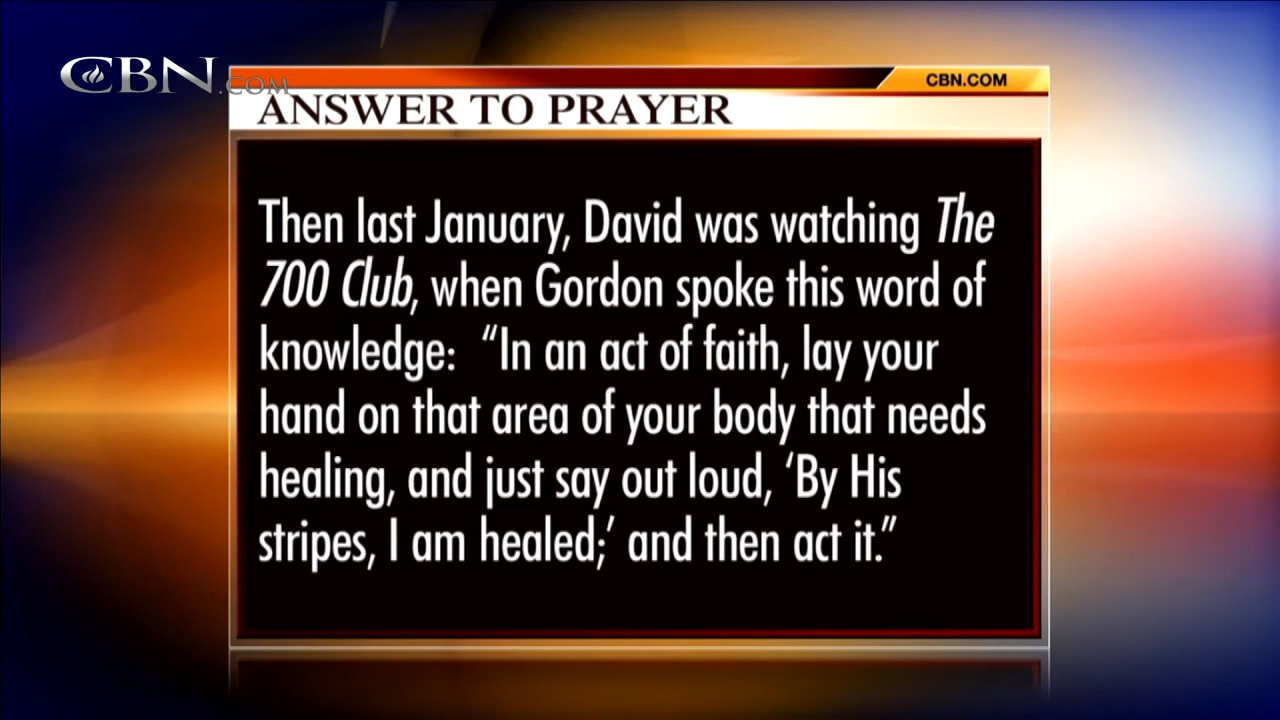 CBN.COM
CBN.COM
ANSWER TO PRAYER
Then last January, David was watching The
700 Club, when Gordon spoke this word of
knowledge:  “In an act of faith, lay your
hand on that area of your body that needs
healing, and just say out loud, ‘By His
stripes, I am healed;’ and then act it.”